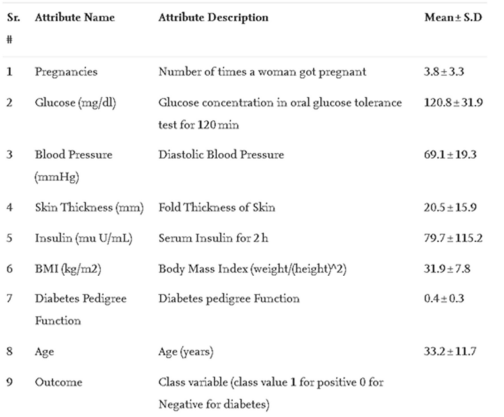 Sr. Attribute Name Attribute Description Mean± S.D
#
1 Pregnancies Number of times a woman got pregnant 3.8±3.3
2 Glucose (mg/dl) Glucose concentration in oral glucose tolerance 120.8±31.9
test for 120 min
3 Blood Pressure Diastolic Blood Pressure 69.1±19.3
(mmHg)
4 Skin Thickness (mm) Fold Thickness of Skin 20.5±15.9
5 Insulin (mu U/mL) Serum Insulin for 2 h 79.7±115.2
6 BMI (kg/m2) Body Mass Index (weight/(height)^2) 31.9±7.8
7 Diabetes Pedigree Diabetes pedigree Function 0.4±0.3
Function
8 Age Age (years) 33.2±11.7
9 Outcome Class variable (class value 1 for positive 0 for
Negative for diabetes)